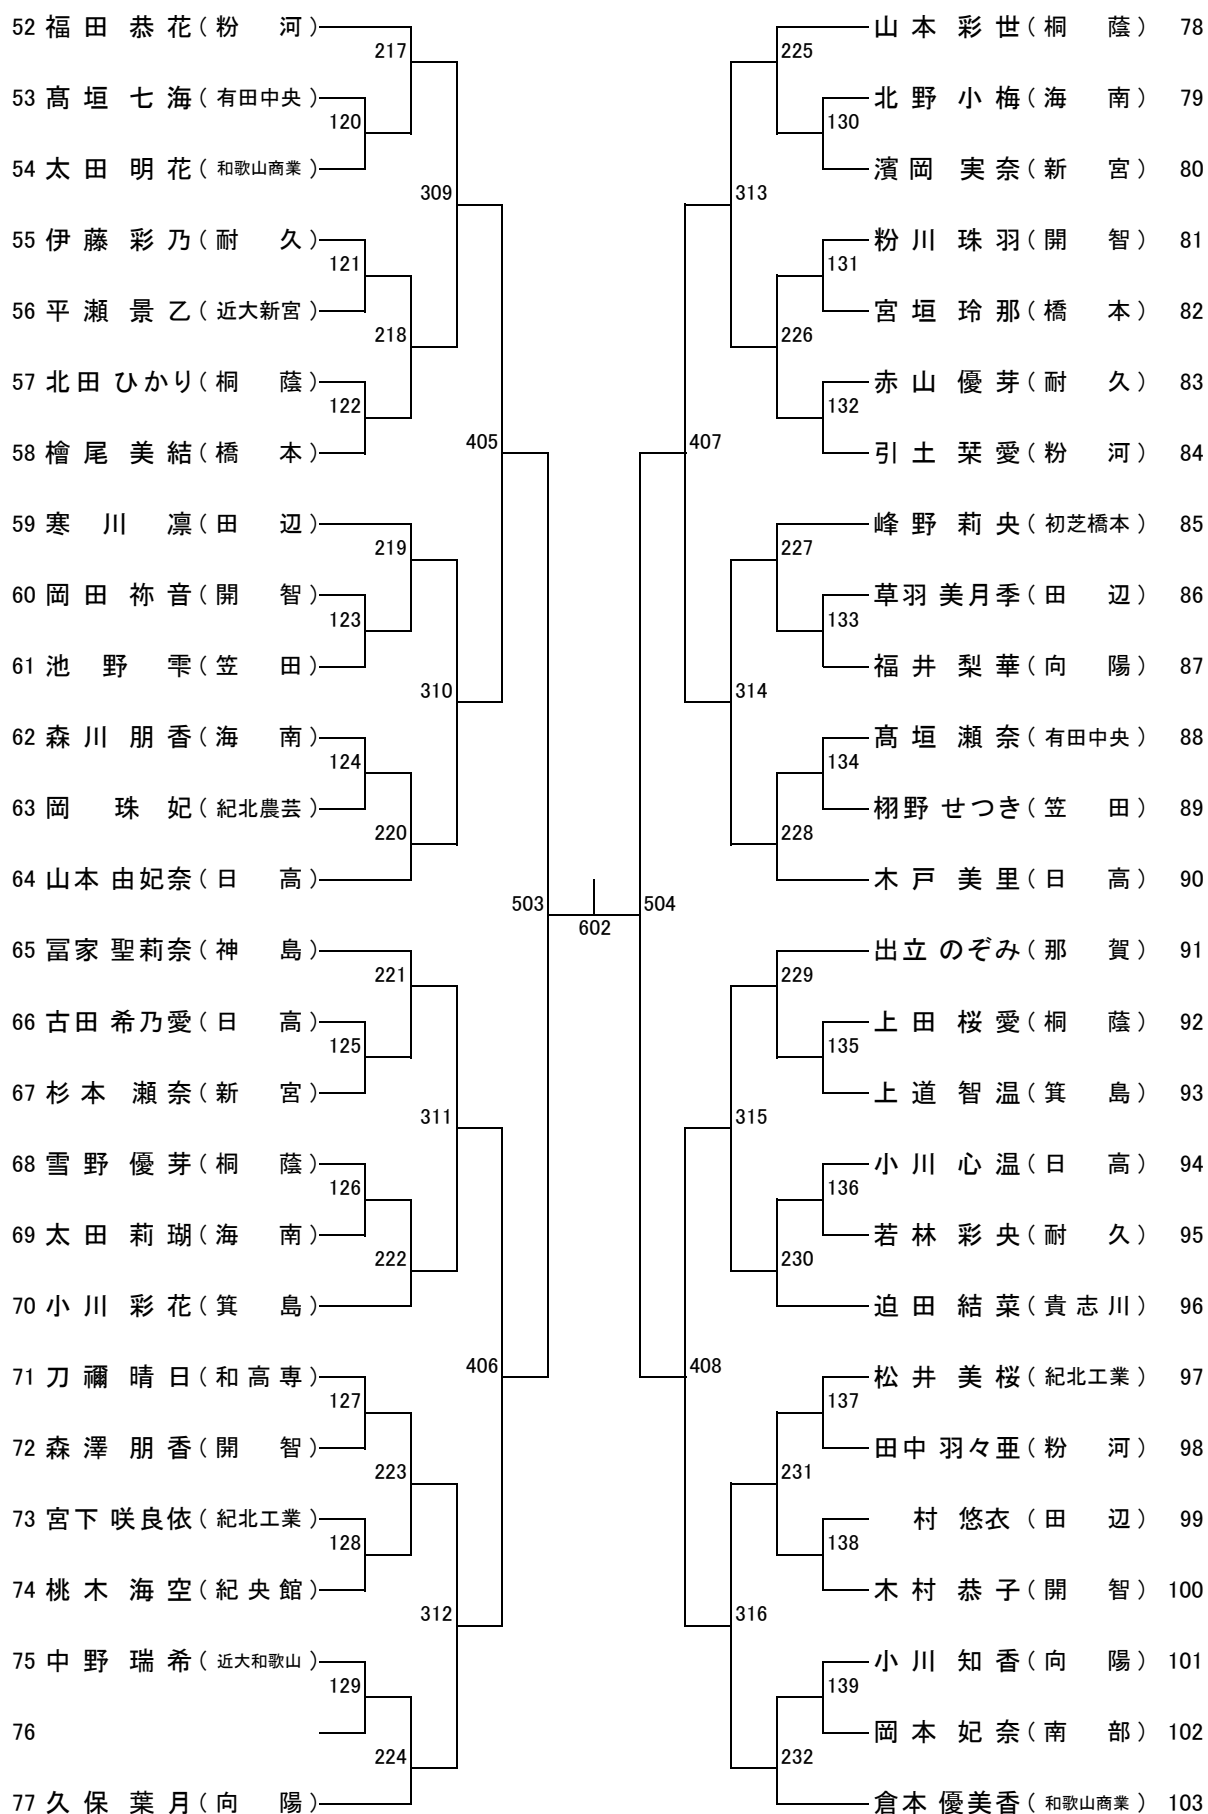 52 福田 恭花（粉 河）
217
53 髙垣 七海（有田中央）
120
54 太田 明花（和歌山商業）
309
55 伊藤 彩乃（耐 久）
121
56 平瀬 景乙（近大新宮）
218
57 北田 ひかり（桐 蔭）
122
58 檜尾 美結（橋 本）
405
59 寒川 凛（田 辺）
219
60 岡田 祢音（開 智）
123
61 池野 雫（笠 田）
310
62 森川 朋香（海 南）
124
63 岡 珠妃（紀北農芸）
220
64 山本 由妃奈（日 高）
503
65 冨家 聖莉奈（神 島）
221
66 古田 希乃愛（日 高）
125
67 杉本 瀬奈（新 宮）
311
68 雪野 優芽（桐 蔭）
126
69 太田 莉瑚（海 南）
222
70 小川 彩花（箕 島）
406
71 刀禰 晴日（和高専）
127
72 森澤 朋香（開 智）
223
73 宮下 咲良依（紀北工業）
128
74 桃木 海空（紀央館）
312
75 中野 瑞希（近大和歌山）
129
76
224
77 久保 葉月（向 陽）
602
山本 彩世（桐 蔭） 78
225
北野 小梅（海 南） 79
130
濱岡 実奈（新 宮） 80
313
粉川 珠羽（開 智） 81
131
宮垣 玲那（橋 本） 82
226
赤山 優芽（耐 久） 83
132
引土 栞愛（粉 河） 84
407
峰野 莉央（初芝橋本） 85
227
草羽 美月季（田 辺） 86
133
福井 梨華（向 陽） 87
314
髙垣 瀬奈（有田中央） 88
134
栩野 せつき（笠 田） 89
228
木戸 美里（日 高） 90
504
出立 のぞみ（那 賀） 91
229
上田 桜愛（桐 蔭） 92
135
上道 智温（箕 島） 93
315
小川 心温（日 高） 94
136
若林 彩央（耐 久） 95
230
迫田 結菜（貴志川） 96
408
松井 美桜（紀北工業） 97
137
田中 羽々亜（粉 河） 98
231
村 悠衣（田 辺） 99
138
木村 恭子（開 智） 100
316
小川 知香（向 陽） 101
139
岡本 妃奈（南 部） 102
232
倉本 優美香（和歌山商業） 103